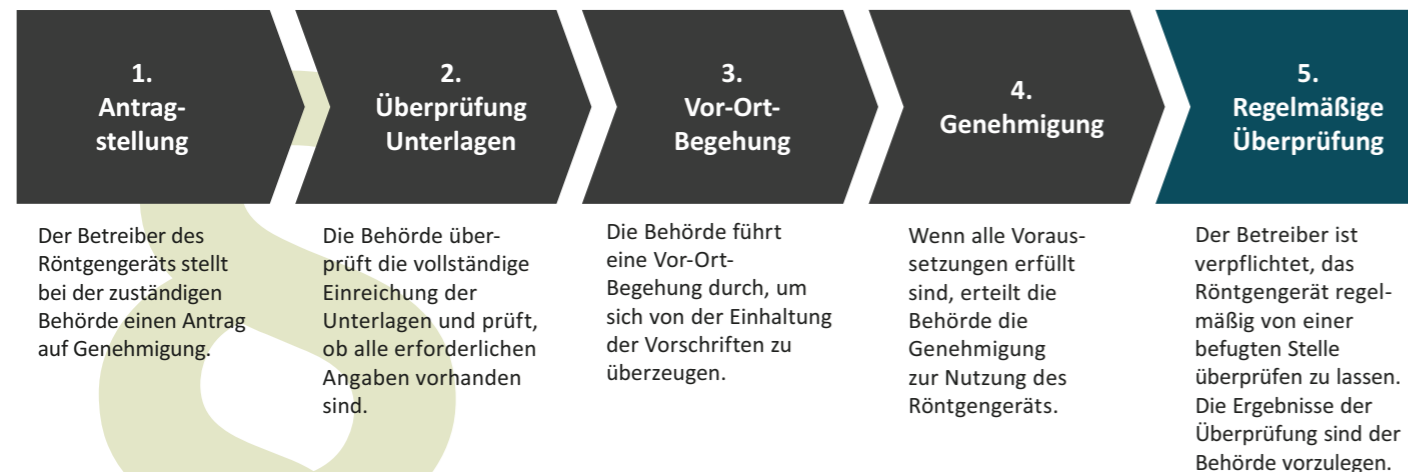 1.
Antrag-
stellung
Der Betreiber des
Röntgengeräts stellt
bei der zuständigen
Behörde einen Antrag
auf Genehmigung.
2.
Überprüfung
Unterlagen
Die Behörde über-
prüft die vollständige
Einreichung der
Unterlagen und prüft,
ob alle erforderlichen
Angaben vorhanden
sind.
3.
Vor-Ort-
Begehung
Die Behörde führt
eine Vor-Ort-
Begehung durch, um
sich von der Einhaltung
der Vorschriften zu
überzeugen.
4.
Genehmigung
Wenn alle Voraus-
setzungen erfüllt
sind, erteilt die
Behörde die
Genehmigung
zur Nutzung des
Röntgengeräts.
5.
Regelmäßige
Überprüfung
Der Betreiber ist
verpflichtet, das
Röntgengerät regel-
mäßig von einer
befugten Stelle
überprüfen zu lassen.
Die Ergebnisse der
Überprüfung sind der
Behörde vorzulegen.